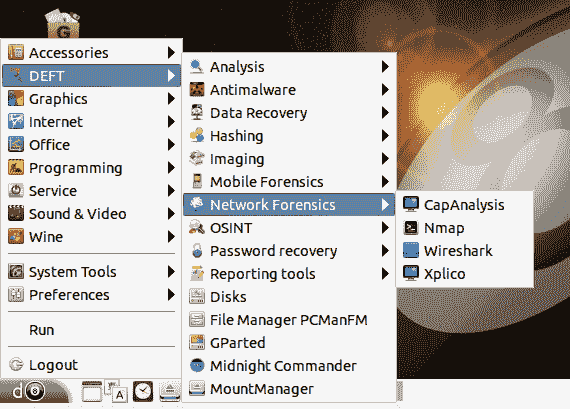 G
Accessories
DEFT
Graphics
Internet
Office
Programming
Service
Sound & Video
Wine
System Tools
Preferences
Run
Logout
Analysis
Antimalware
Data Recovery
Hashing
Imaging
Mobile Forensics
Network Forensics
OSINT
Password recovery
Reporting tools
Disks
File Manager PCManFM
GParted
Midnight Commander
MountManager
CapAnalysis
Nmap
Wireshark
Xplico
d8
A